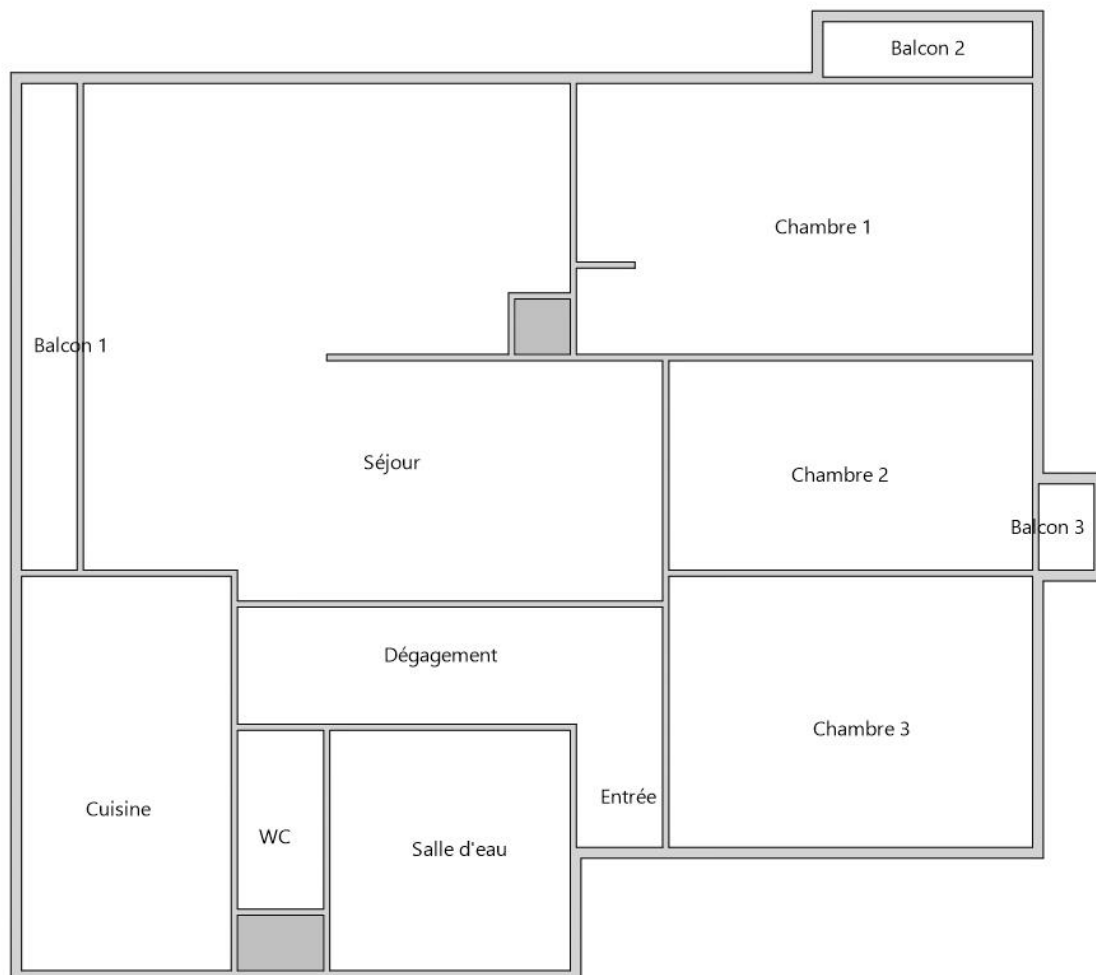 Balcon 2
Chambre 1
Balcon 1
Séjour
Chambre 2
Balcon 3
Dégagement
Chambre 3
Entrée
Cuisine
WC
Salle d'eau